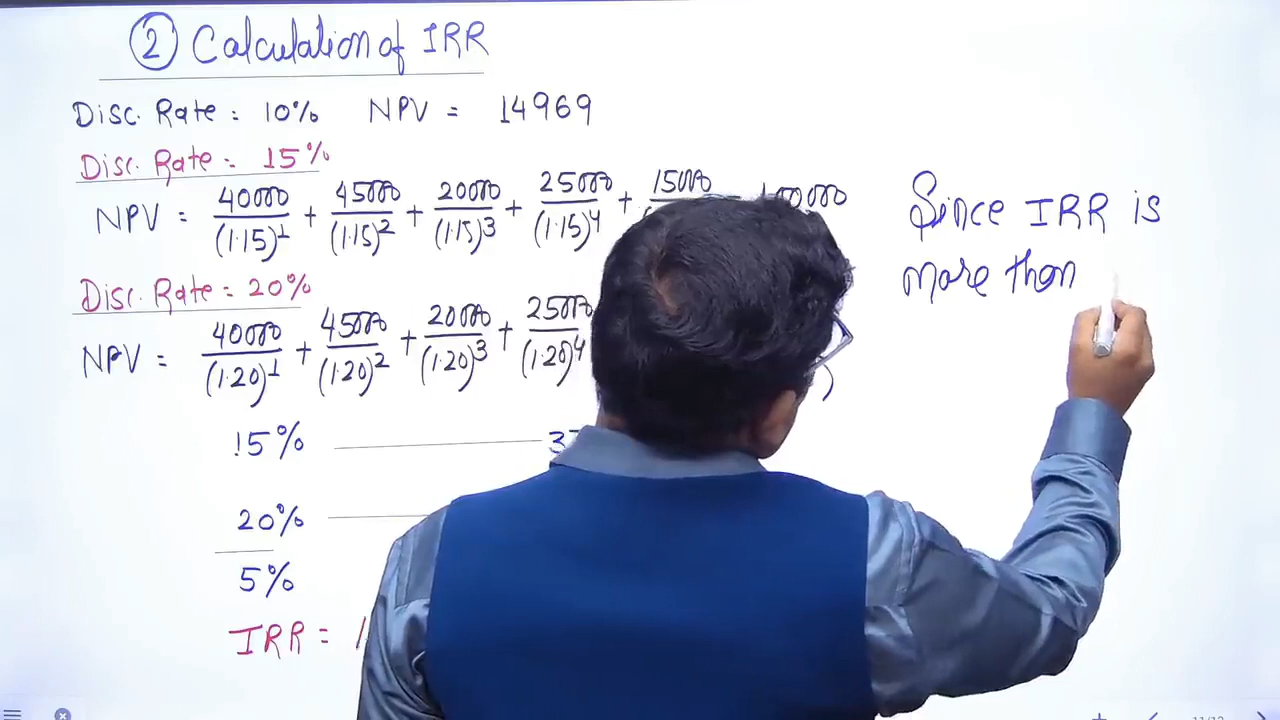 ② Calculation of IRR
Disc. Rate = 10% NPV = 14969
Disc. Rate = 15%
NPV = 40000/(1.15)^1 + 45000/(1.15)^2 + 20000/(1.15)^3 + 25000/(1.15)^4 + 15000
Disc. Rate = 20%
NPV = 40000/(1.20)^1 + 45000/(1.20)^2 + 20000/(1.20)^3 + 25000/(1.20)^4
15%
20%
5%
IRR =
Since IRR is
more than
11/12